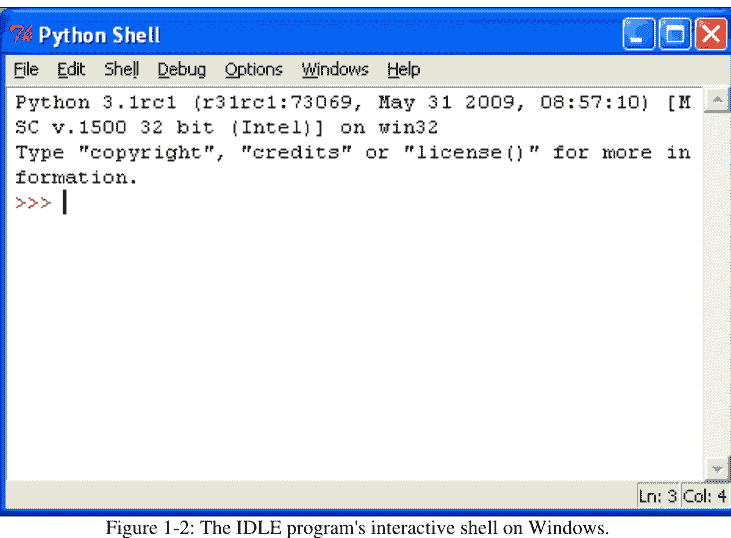 Python Shell
File Edit Shell Debug Options Windows Help
Python 3.1rc1 (r31rc1:73069, May 31 2009, 08:57:10) [M
SC v.1500 32 bit (Intel)] on win32
Type "copyright", "credits" or "license()" for more in
formation.
>>>
Ln: 3 Col: 4
Figure 1-2: The IDLE program's interactive shell on Windows.